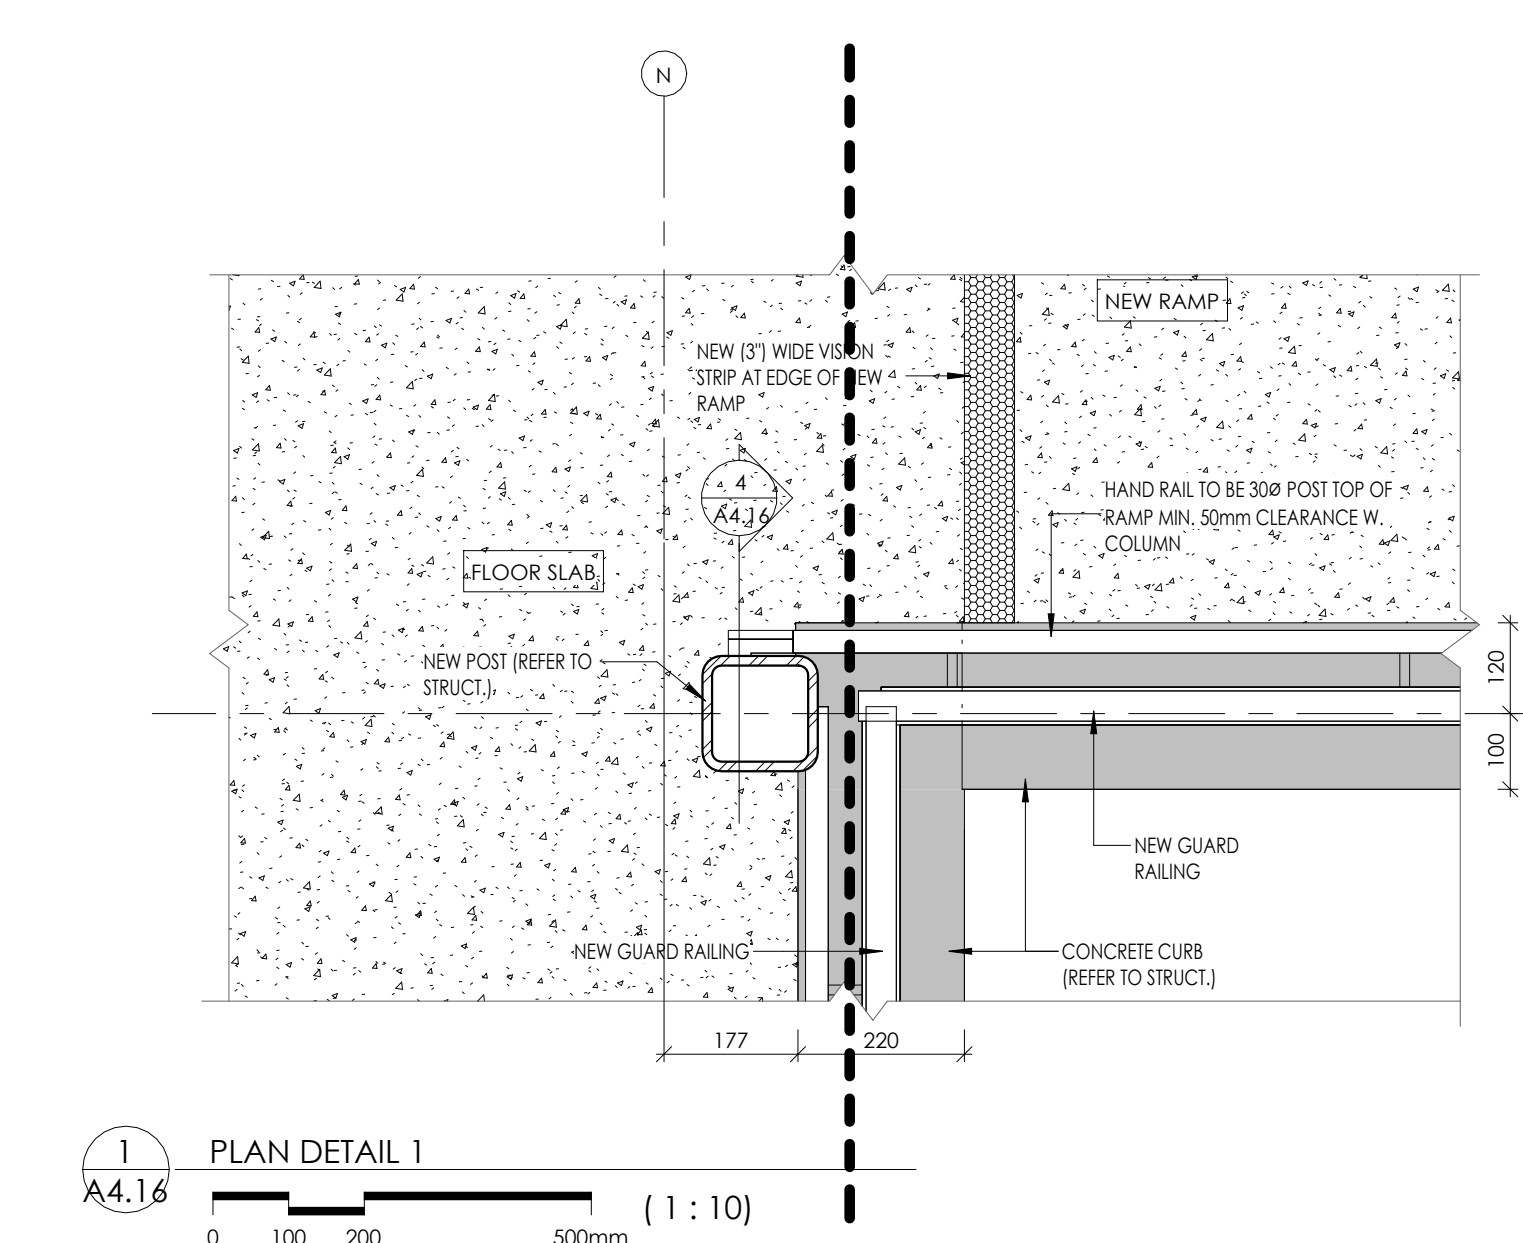 N
NEW RAMP
NEW (3") WIDE VISION
STRIP AT EDGE OF NEW
RAMP
4
A4.16
HAND RAIL TO BE 30Ø POST TOP OF
RAMP MIN. 50mm CLEARANCE W.
COLUMN
FLOOR SLAB
NEW POST (REFER TO
STRUCT.)
120
100
NEW GUARD
RAILING
NEW GUARD RAILING
CONCRETE CURB
(REFER TO STRUCT.)
177
220
1
A4.16
PLAN DETAIL 1
( 1 : 10)
0 100 200 500mm